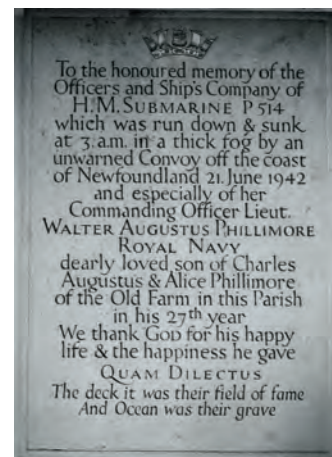 To the honoured memory of the
Officers and Ship's Company of
H.M. SUBMARINE P 514
which was run down & sunk
at 3.a.m. in a thick fog by an
unwarned Convoy off the coast
of Newfoundland 21. June 1942
and especially of her
Commanding Officer Lieut.
WALTER AUGUSTUS PHILLIMORE
ROYAL NAVY
dearly loved son of Charles
Augustus & Alice Phillimore
of the Old Farm in this Parish
in his 27th year
We thank GOD for his happy
life & the happiness he gave
QUAM DILECTUS
The deck it was their field of fame
And Ocean was their grave